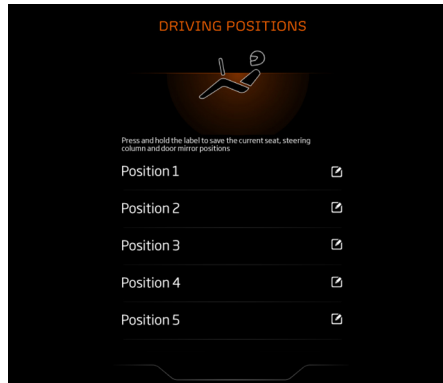 DRIVING POSITIONS
Press and hold the label to save the current seat, steering
column and door mirror positions
Position 1
Position 2
Position 3
Position 4
Position 5